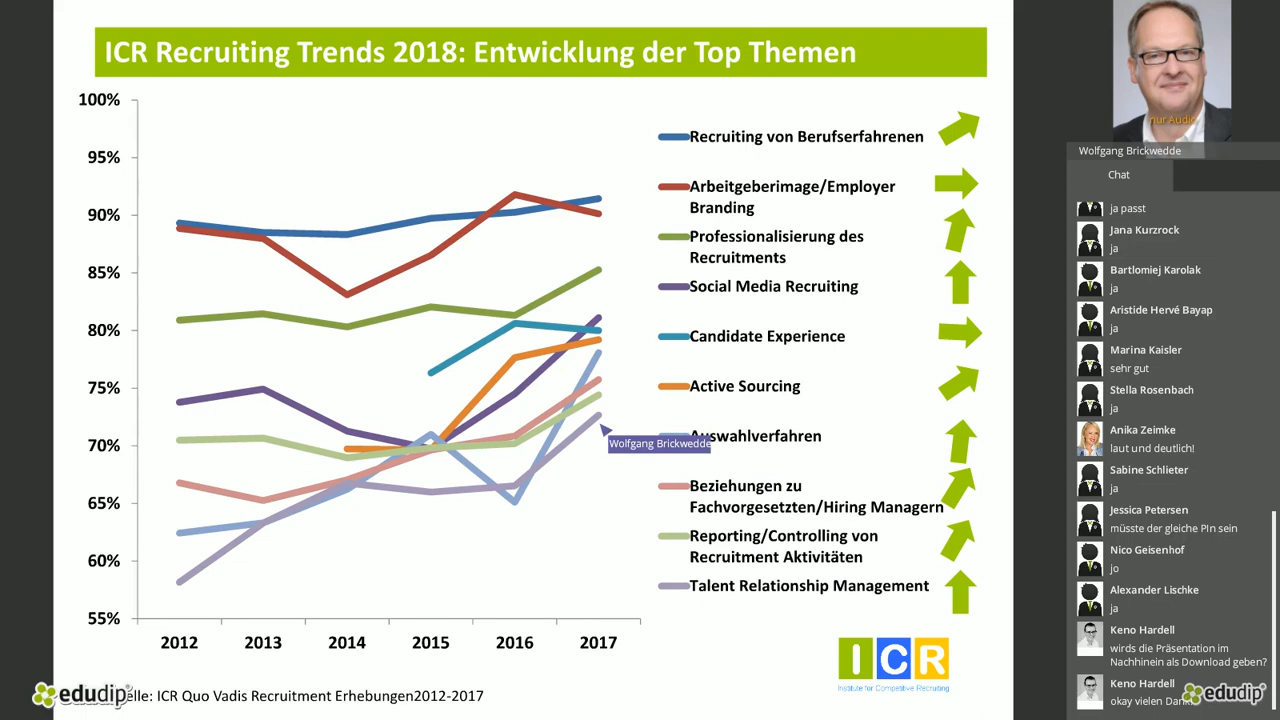 ICR Recruiting Trends 2018: Entwicklung der Top Themen
100%
95%
90%
85%
80%
75%
70%
65%
60%
55%
2012 2013 2014 2015 2016 2017
Recruiting von Berufserfahrenen
Arbeitgeberimage/Employer
Branding
Professionalisierung des
Recruitments
Social Media Recruiting
Candidate Experience
Active Sourcing
Auswahlverfahren
Wolfgang Brickwedde
Beziehungen zu
Fachvorgesetzten/Hiring Managern
Reporting/Controlling von
Recruitment Aktivitäten
Talent Relationship Management
ICR
Institute for Competitive Recruiting
edudip
ICR Quo Vadis Recruitment Erhebungen2012-2017
nur Audio
Wolfgang Brickwedde
Chat
ja passt
Jana Kurzrock
ja
Bartlomiej Karolak
ja
Aristide Hervé Bayap
ja
Marina Kaisler
sehr gut
Stella Rosenbach
ja
Anika Zeimke
laut und deutlich!
Sabine Schlieter
ja
Jessica Petersen
müsste der gleiche PIn sein
Nico Geisenhof
jo
Alexander Lischke
ja
Keno Hardell
wirds die Präsentation im
Nachhinein als Download geben?
Keno Hardell
okay vielen Dank
edudip